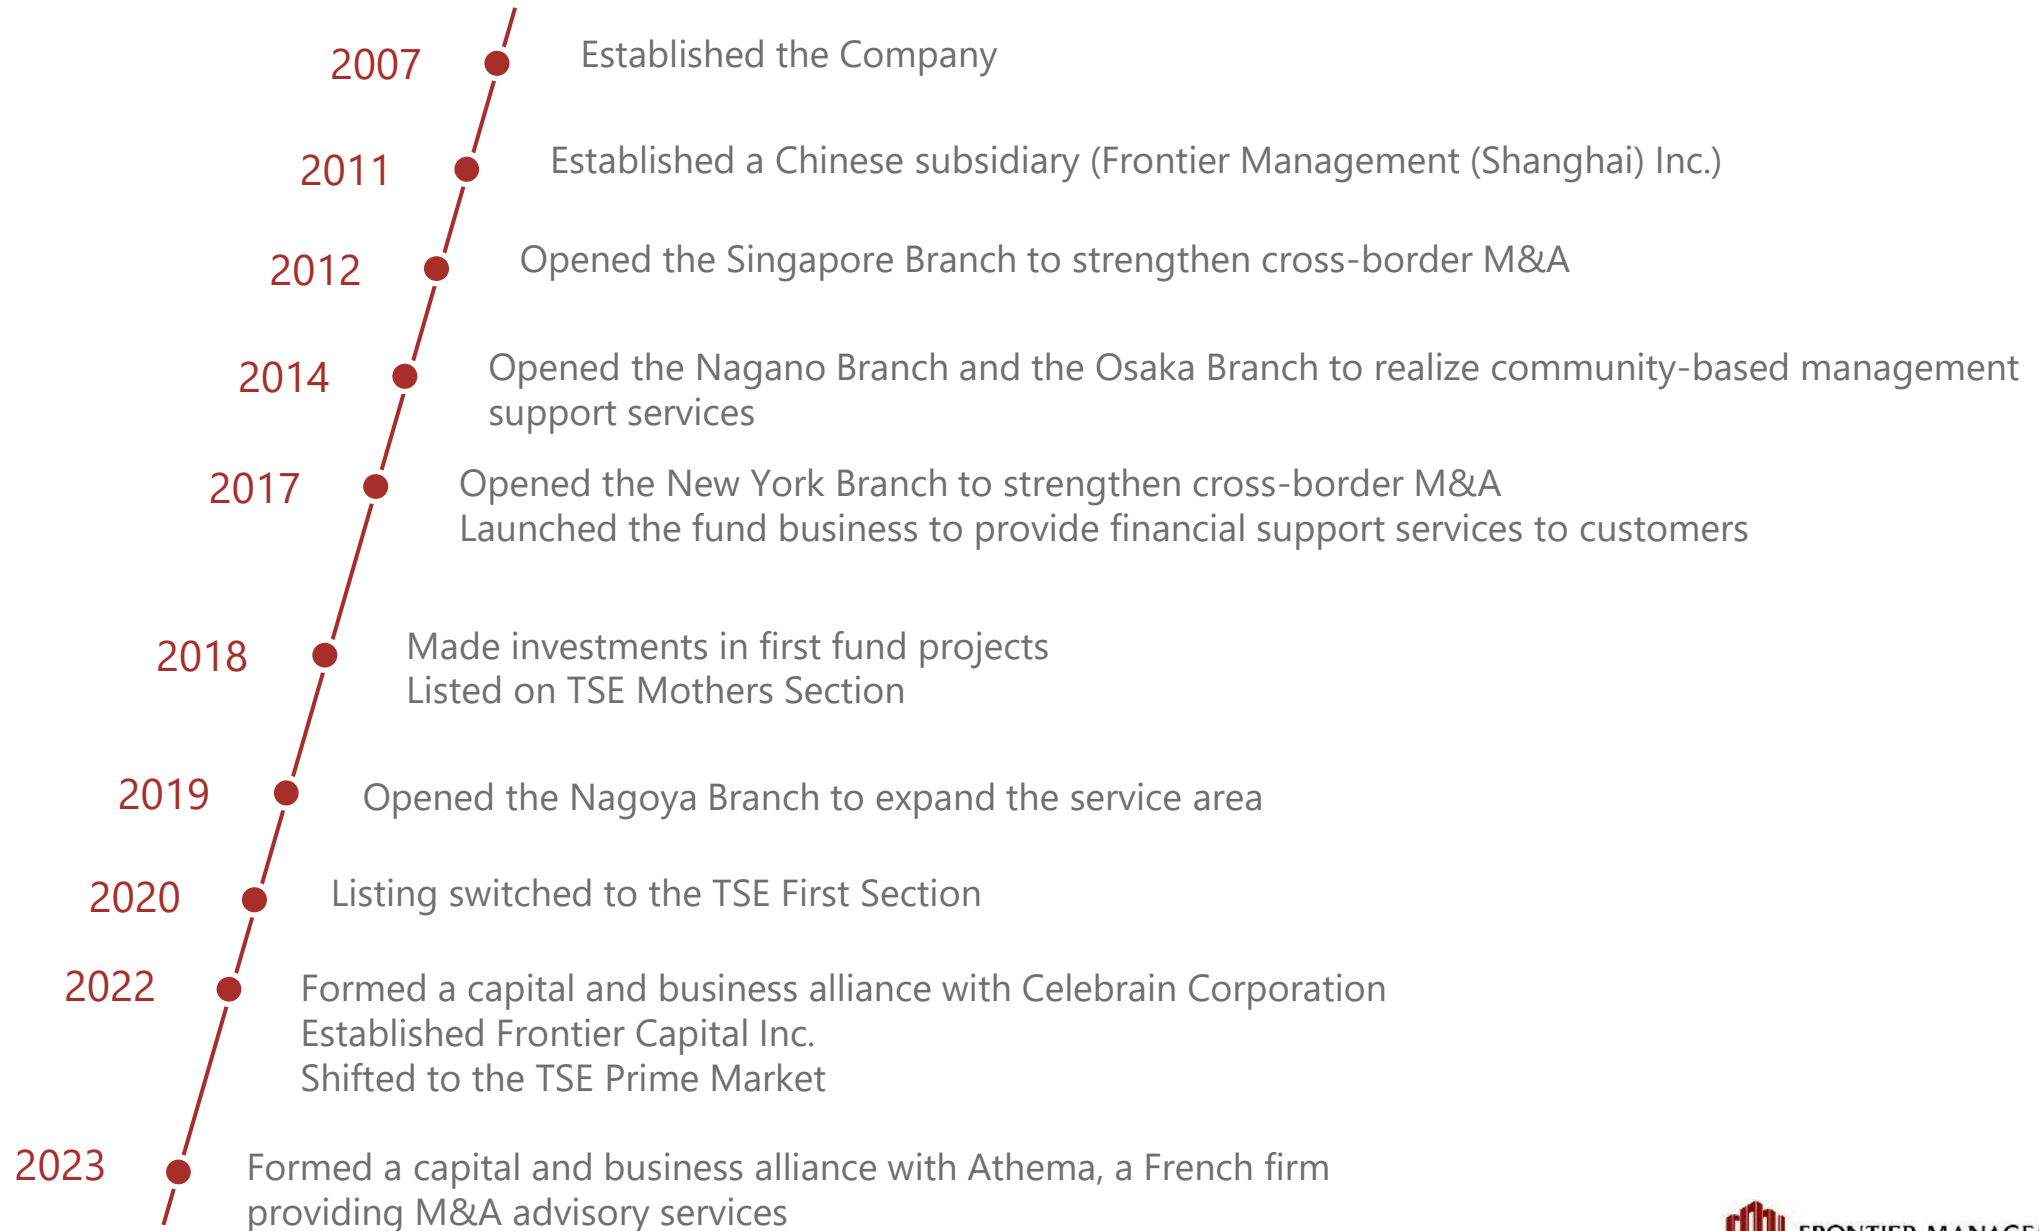 2007
Established the Company
2011
Established a Chinese subsidiary (Frontier Management (Shanghai) Inc.)
2012
Opened the Singapore Branch to strengthen cross-border M&A
2014
Opened the Nagano Branch and the Osaka Branch to realize community-based management
support services
2017
Opened the New York Branch to strengthen cross-border M&A
Launched the fund business to provide financial support services to customers
2018
Made investments in first fund projects
Listed on TSE Mothers Section
2019
Opened the Nagoya Branch to expand the service area
2020
Listing switched to the TSE First Section
2022
Formed a capital and business alliance with Celebrain Corporation
Established Frontier Capital Inc.
Shifted to the TSE Prime Market
2023
Formed a capital and business alliance with Athema, a French firm
providing M&A advisory services